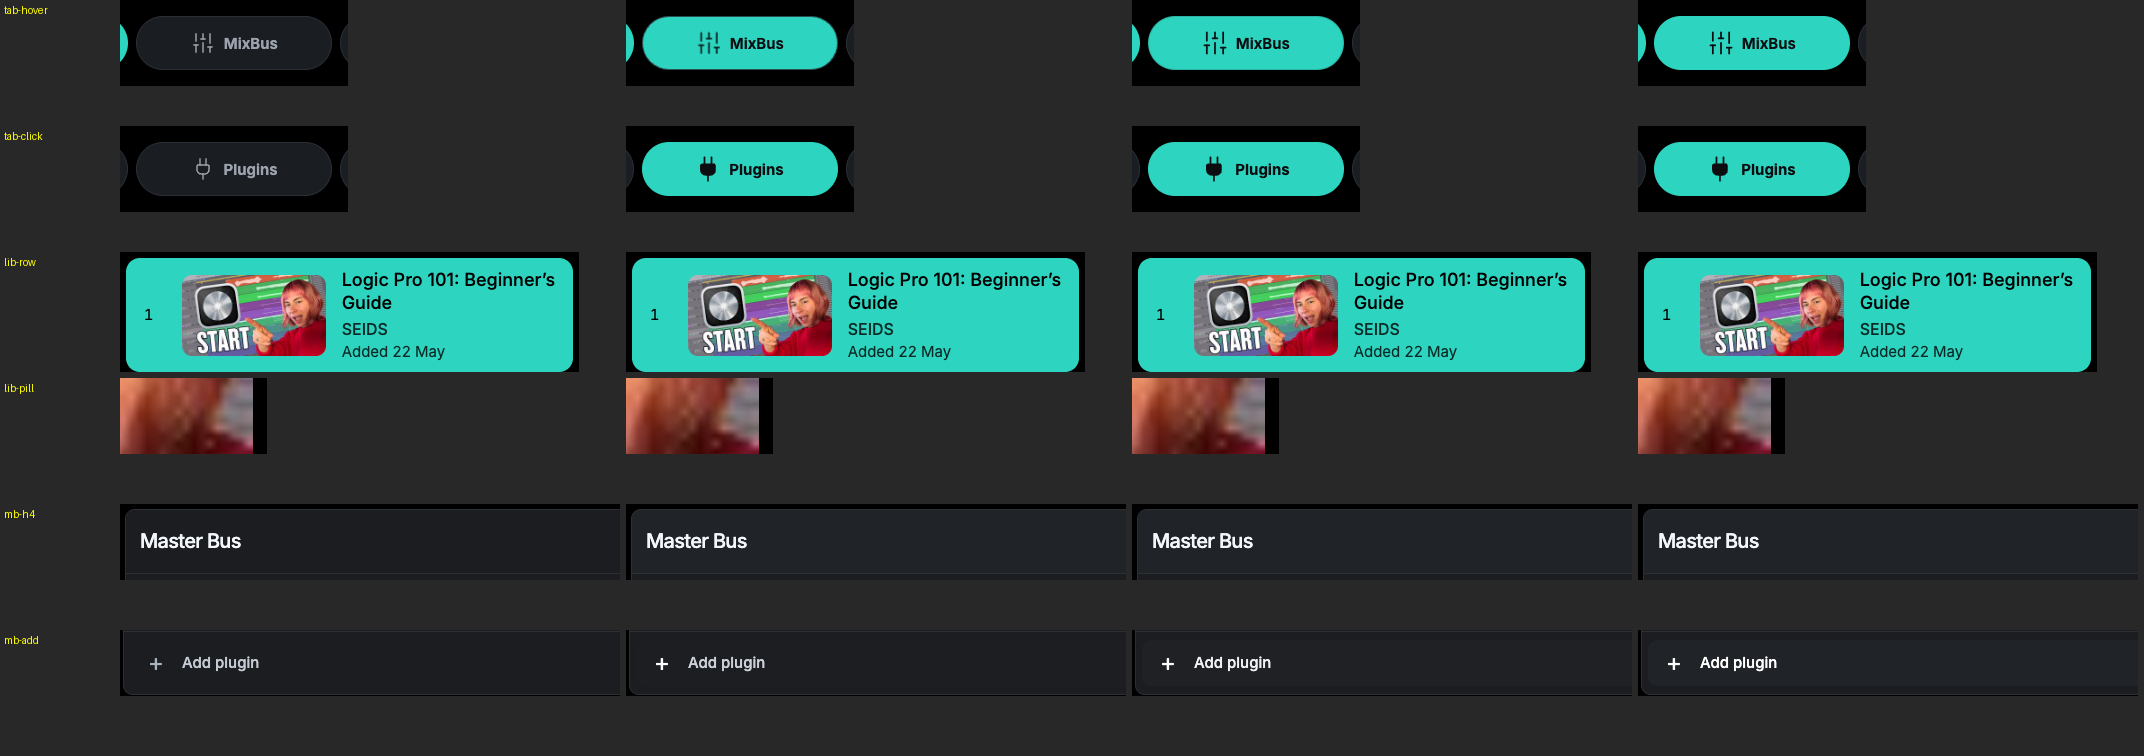 tab-hover
MixBus
MixBus
MixBus
MixBus
tab-click
Plugins
Plugins
Plugins
Plugins
lib-row
1
START
Logic Pro 101: Beginner’s
Guide
SEIDS
Added 22 May
1
START
Logic Pro 101: Beginner’s
Guide
SEIDS
Added 22 May
1
START
Logic Pro 101: Beginner’s
Guide
SEIDS
Added 22 May
1
START
Logic Pro 101: Beginner’s
Guide
SEIDS
Added 22 May
lib-pill
mb-h4
Master Bus
Master Bus
Master Bus
Master Bus
mb-add
+ Add plugin
+ Add plugin
+ Add plugin
+ Add plugin